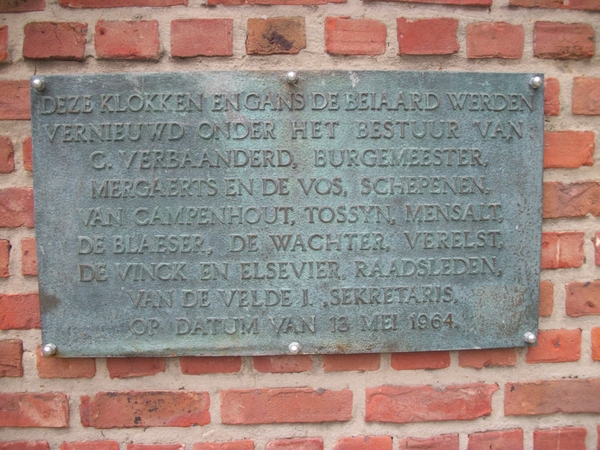 DEZE KLOKKEN EN GANS DE BEIAARD WERDEN
VERNIEUWD ONDER HET BESTUUR VAN
C. VERBAANDERD, BURGEMEESTER,
MERGAERTS EN DE VOS, SCHEPENEN,
VAN CAMPENHOUT, TOSSYN, MENSALT,
DE BLAESER, DE WACHTER, VERELST,
DE VINCK EN ELSEVIER, RAADSLEDEN,
VAN DE VELDE J. SEKRETARIS,
OP DATUM VAN 13 MEI 1964.